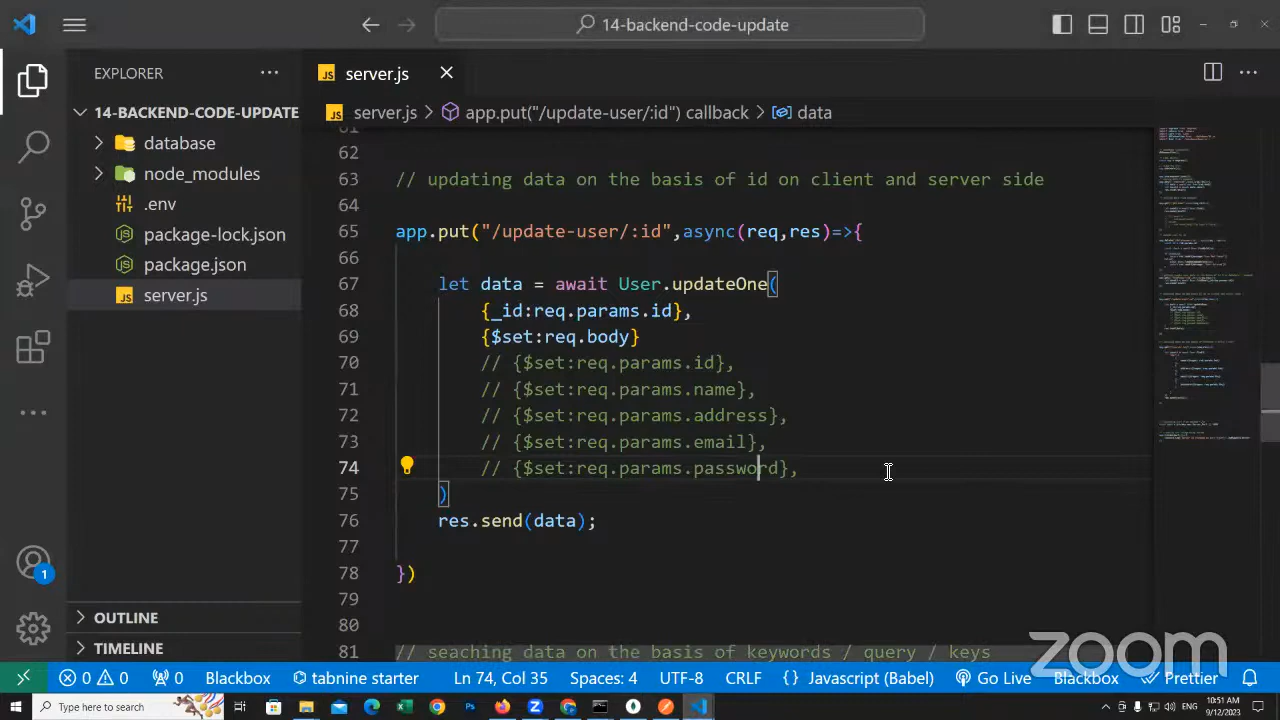 14-backend-code-update
EXPLORER
server.js
14-BACKEND-CODE-UPDATE
server.js > app.put("/update-user/:id") callback > data
database
node_modules
.env
package-lock.json
package.json
server.js
61
62
63 // updating data on the basis of id on client and server side
64
65 app.put("/update-user/:id",async(req,res)=>{
66
67 let data = await User.updateOne(
68 {_id:req.params.id},
69 {$set:req.body}
70 // {$set:req.params.id},
71 // {$set:req.params.name},
72 // {$set:req.params.address},
73 // {$set:req.params.email},
74 // {$set:req.params.password},
75 )
76 res.send(data);
77
78 })
79
80
81 // seaching data on the basis of keywords / query / keys
OUTLINE
TIMELINE
zoom
1
0 0 0 Blackbox tabnine starter Ln 74, Col 35 Spaces: 4 UTF-8 CRLF {} Javascript (Babel) Go Live Blackbox Prettier
Type here to search
ENG
10:51 AM
9/12/2023